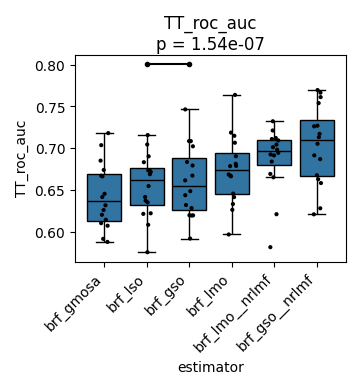 TT_roc_auc
p = 1.54e-07
TT_roc_auc
0.80
0.75
0.70
0.65
0.60
brf_gmosa
brf_lso
brf_gso
brf_lmo
brf_lmo__nrlmf
brf_gso__nrlmf
estimator